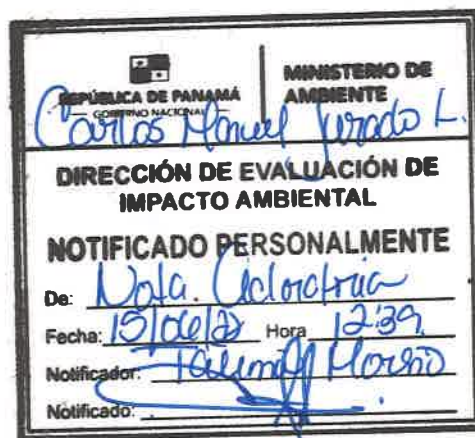 REPÚBLICA DE PANAMÁ
— GOBIERNO NACIONAL —
MINISTERIO DE
AMBIENTE
Carlos Manuel Jurado L.
DIRECCIÓN DE EVALUACIÓN DE
IMPACTO AMBIENTAL
NOTIFICADO PERSONALMENTE
De: Nota. Aclaratoria
Fecha: 15/06/22 Hora 12:39
Notificador:
Notificado: